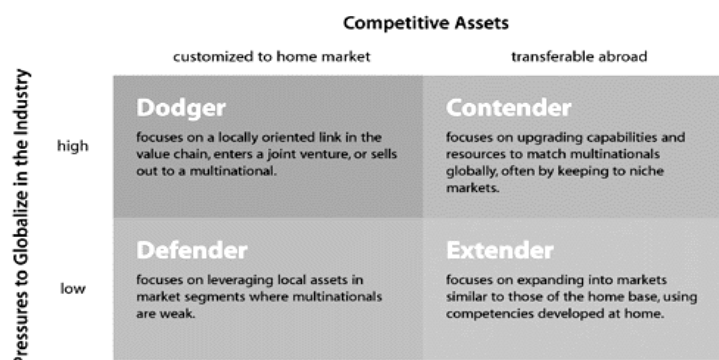 Competitive Assets
customized to home market
transferable abroad
Pressures to Globalize in the Industry
high
Dodger
focuses on a locally oriented link in the
value chain, enters a joint venture, or sells
out to a multinational.
Contender
focuses on upgrading capabilities and
resources to match multinationals
globally, often by keeping to niche
markets.
low
Defender
focuses on leveraging local assets in
market segments where multinationals
are weak.
Extender
focuses on expanding into markets
similar to those of the home base, using
competencies developed at home.